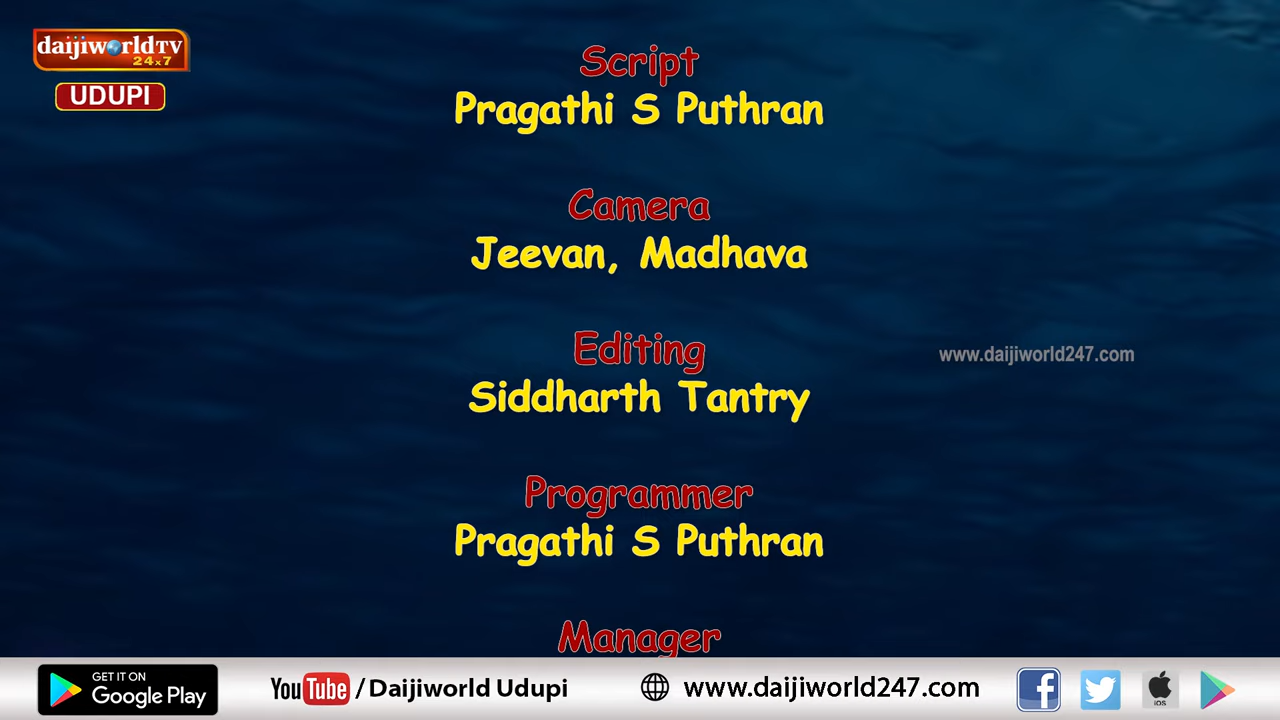 daijiworldTV
24x7
UDUPI
Script
Pragathi S Puthran
Camera
Jeevan, Madhava
Editing
Siddharth Tantry
www.daijiworld247.com
Programmer
Pragathi S Puthran
Manager
GET IT ON
Google Play
YouTube /Daijiworld Udupi
www.daijiworld247.com
f
iOS